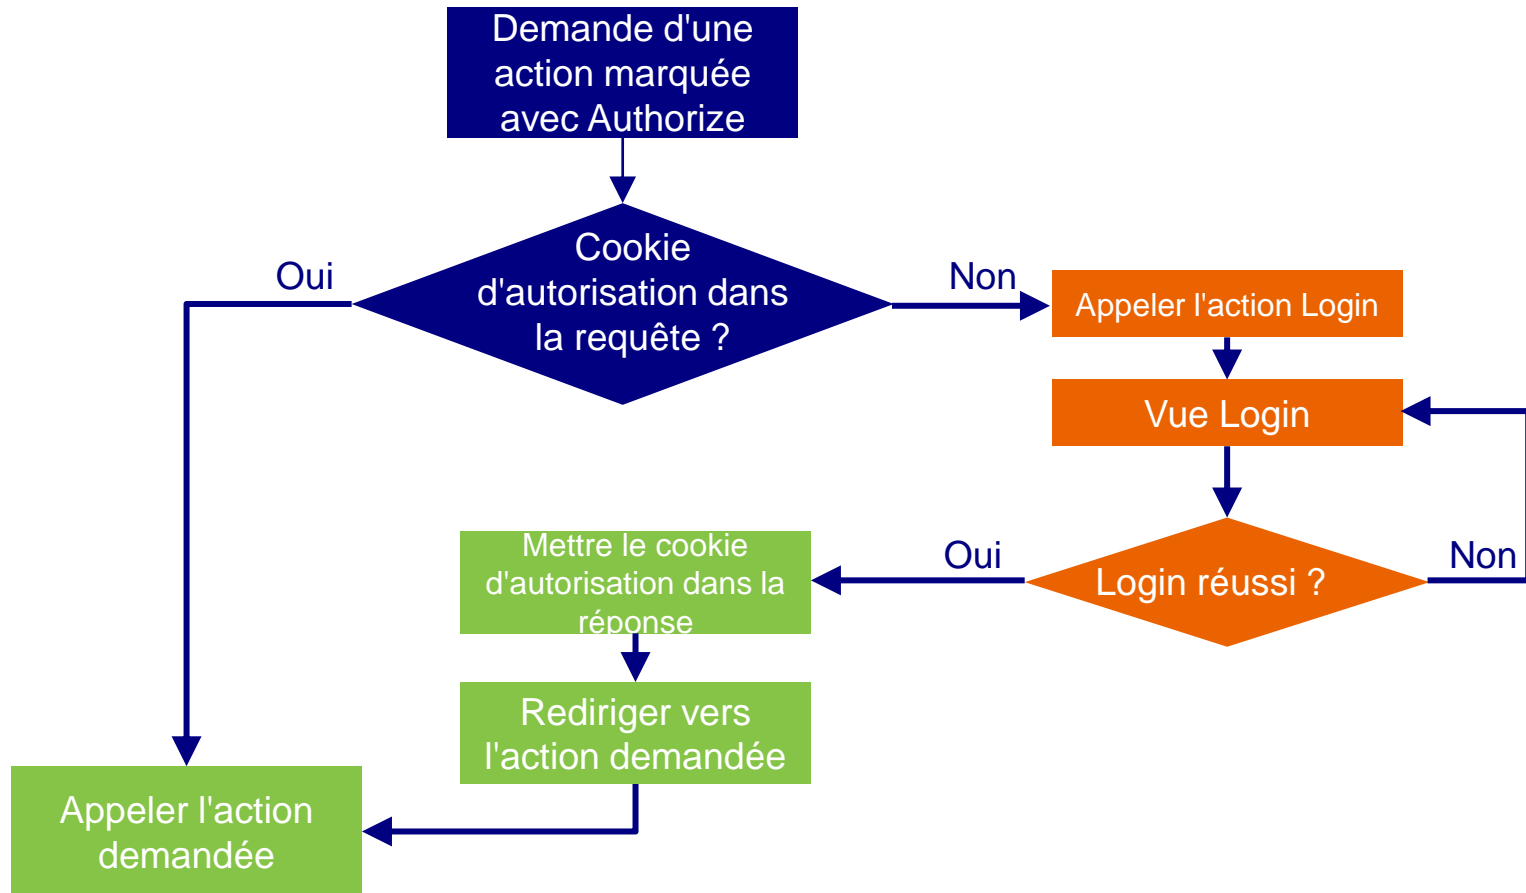 Demande d'une
action marquée
avec Authorize
Cookie
d'autorisation dans
la requête ?
Oui
Non
Appeler l'action Login
Vue Login
Login réussi ?
Oui
Non
Mettre le cookie
d'autorisation dans la
réponse
Rediriger vers
l'action demandée
Appeler l'action
demandée